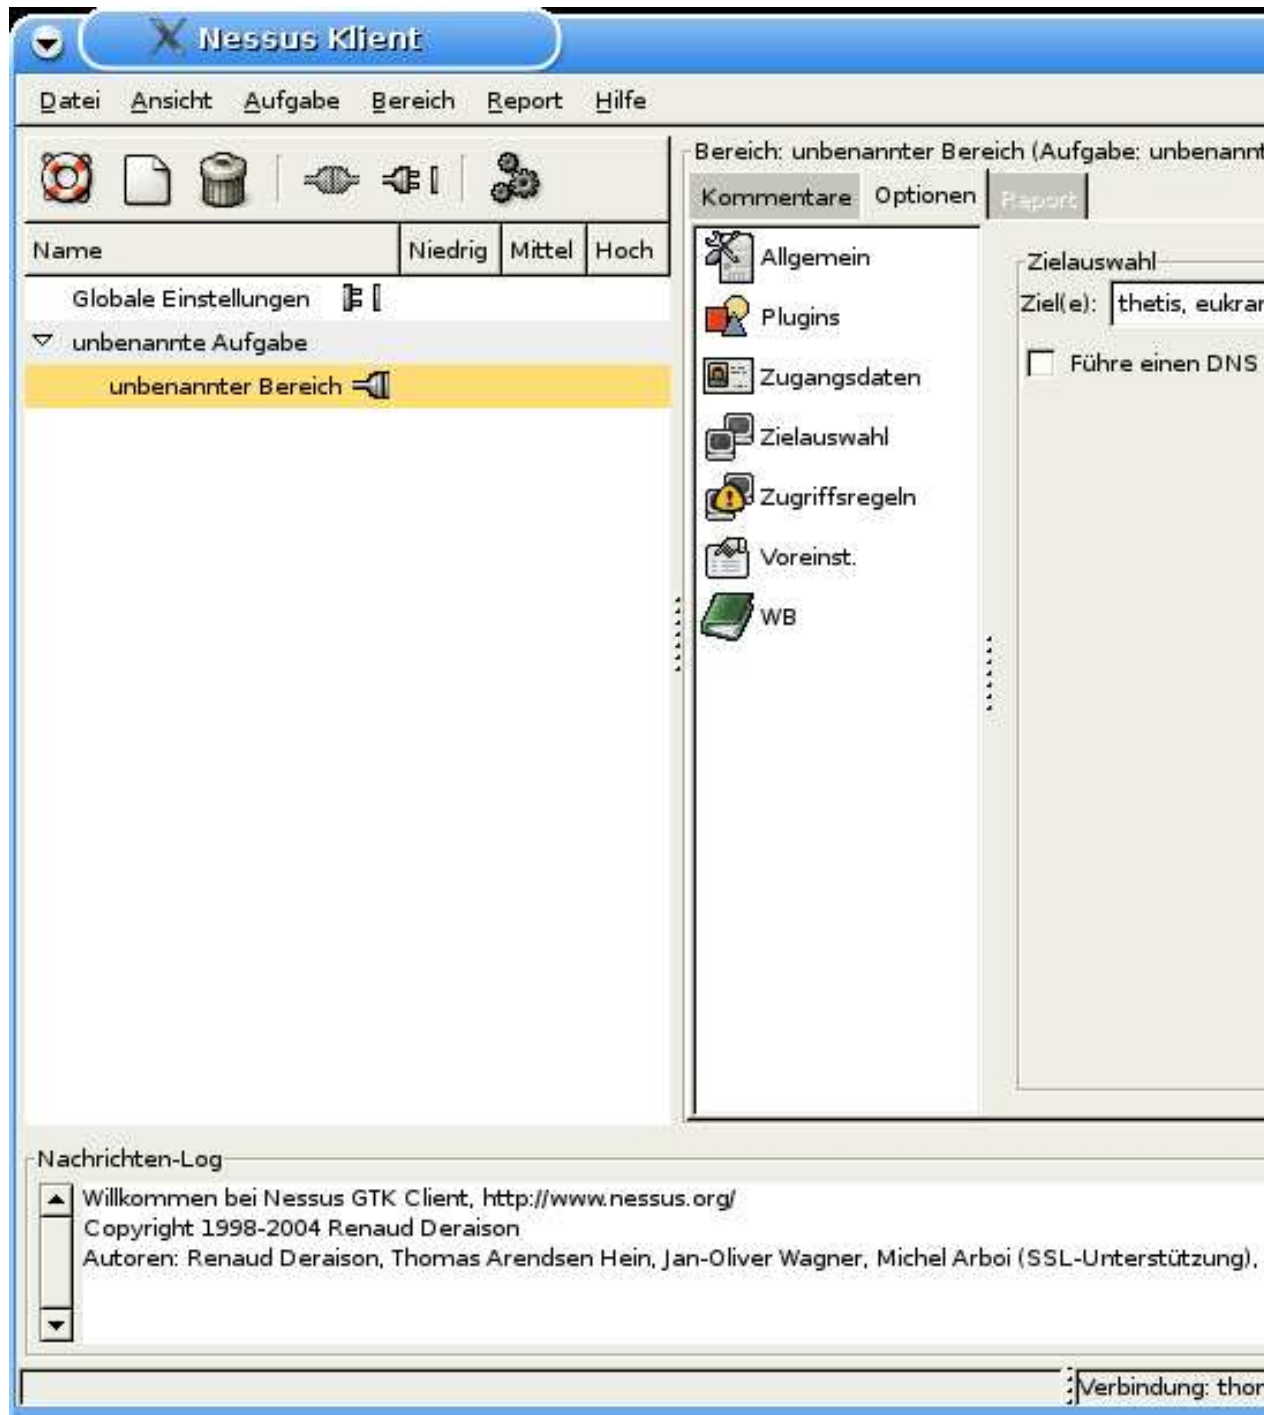 Nessus Klient
Datei Ansicht Aufgabe Bereich Report Hilfe
Bereich: unbenannter Bereich (Aufgabe: unbenannt
Kommentare Optionen Report
Name Niedrig Mittel Hoch
Globale Einstellungen
unbenannte Aufgabe
unbenannter Bereich
Allgemein
Plugins
Zugangsdaten
Zielauswahl
Zugriffsregeln
Voreinst.
WB
Zielauswahl
Ziel(e): thetis, eukrar
Führe einen DNS
Nachrichten-Log
Willkommen bei Nessus GTK Client, http://www.nessus.org/
Copyright 1998-2004 Renaud Deraison
Autoren: Renaud Deraison, Thomas Arendsen Hein, Jan-Oliver Wagner, Michel Arboi (SSL-Unterstützung),
Verbindung: thor